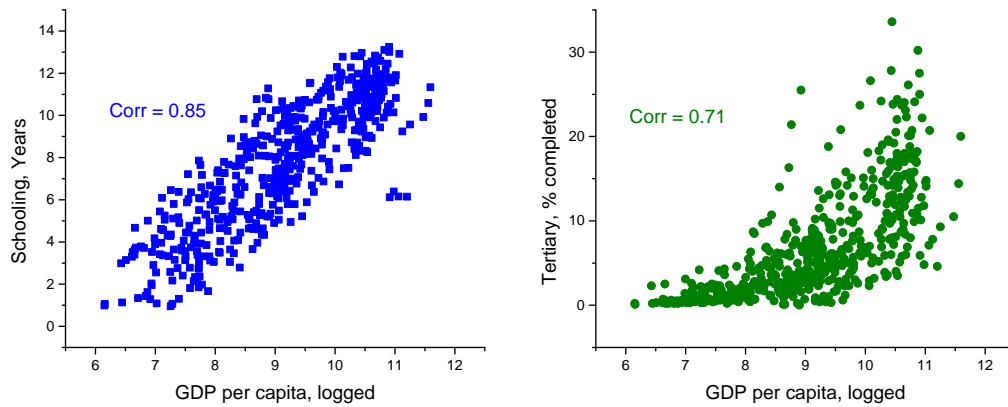 14
12
10
8
6
4
2
0
Schooling, Years
Corr = 0.85
6 7 8 9 10 11 12
GDP per capita, logged
30
20
10
0
Tertiary, % completed
Corr = 0.71
6 7 8 9 10 11 12
GDP per capita, logged